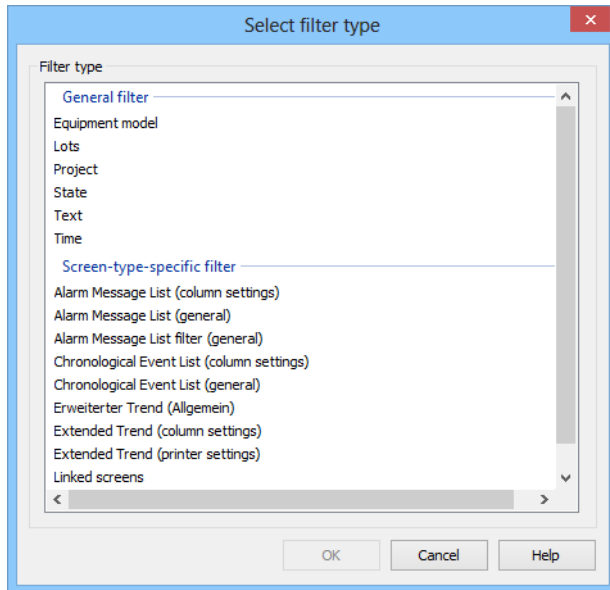 Select filter type
Filter type
General filter
Equipment model
Lots
Project
State
Text
Time
Screen-type-specific filter
Alarm Message List (column settings)
Alarm Message List (general)
Alarm Message List filter (general)
Chronological Event List (column settings)
Chronological Event List (general)
Erweiterter Trend (Allgemein)
Extended Trend (column settings)
Extended Trend (printer settings)
Linked screens
OK Cancel Help